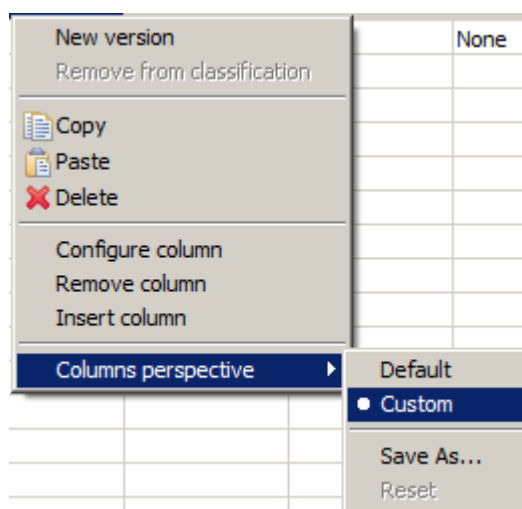 New version
None
Remove from classification
Copy
Paste
Delete
Configure column
Remove column
Insert column
Columns perspective
Default
Custom
Save As...
Reset